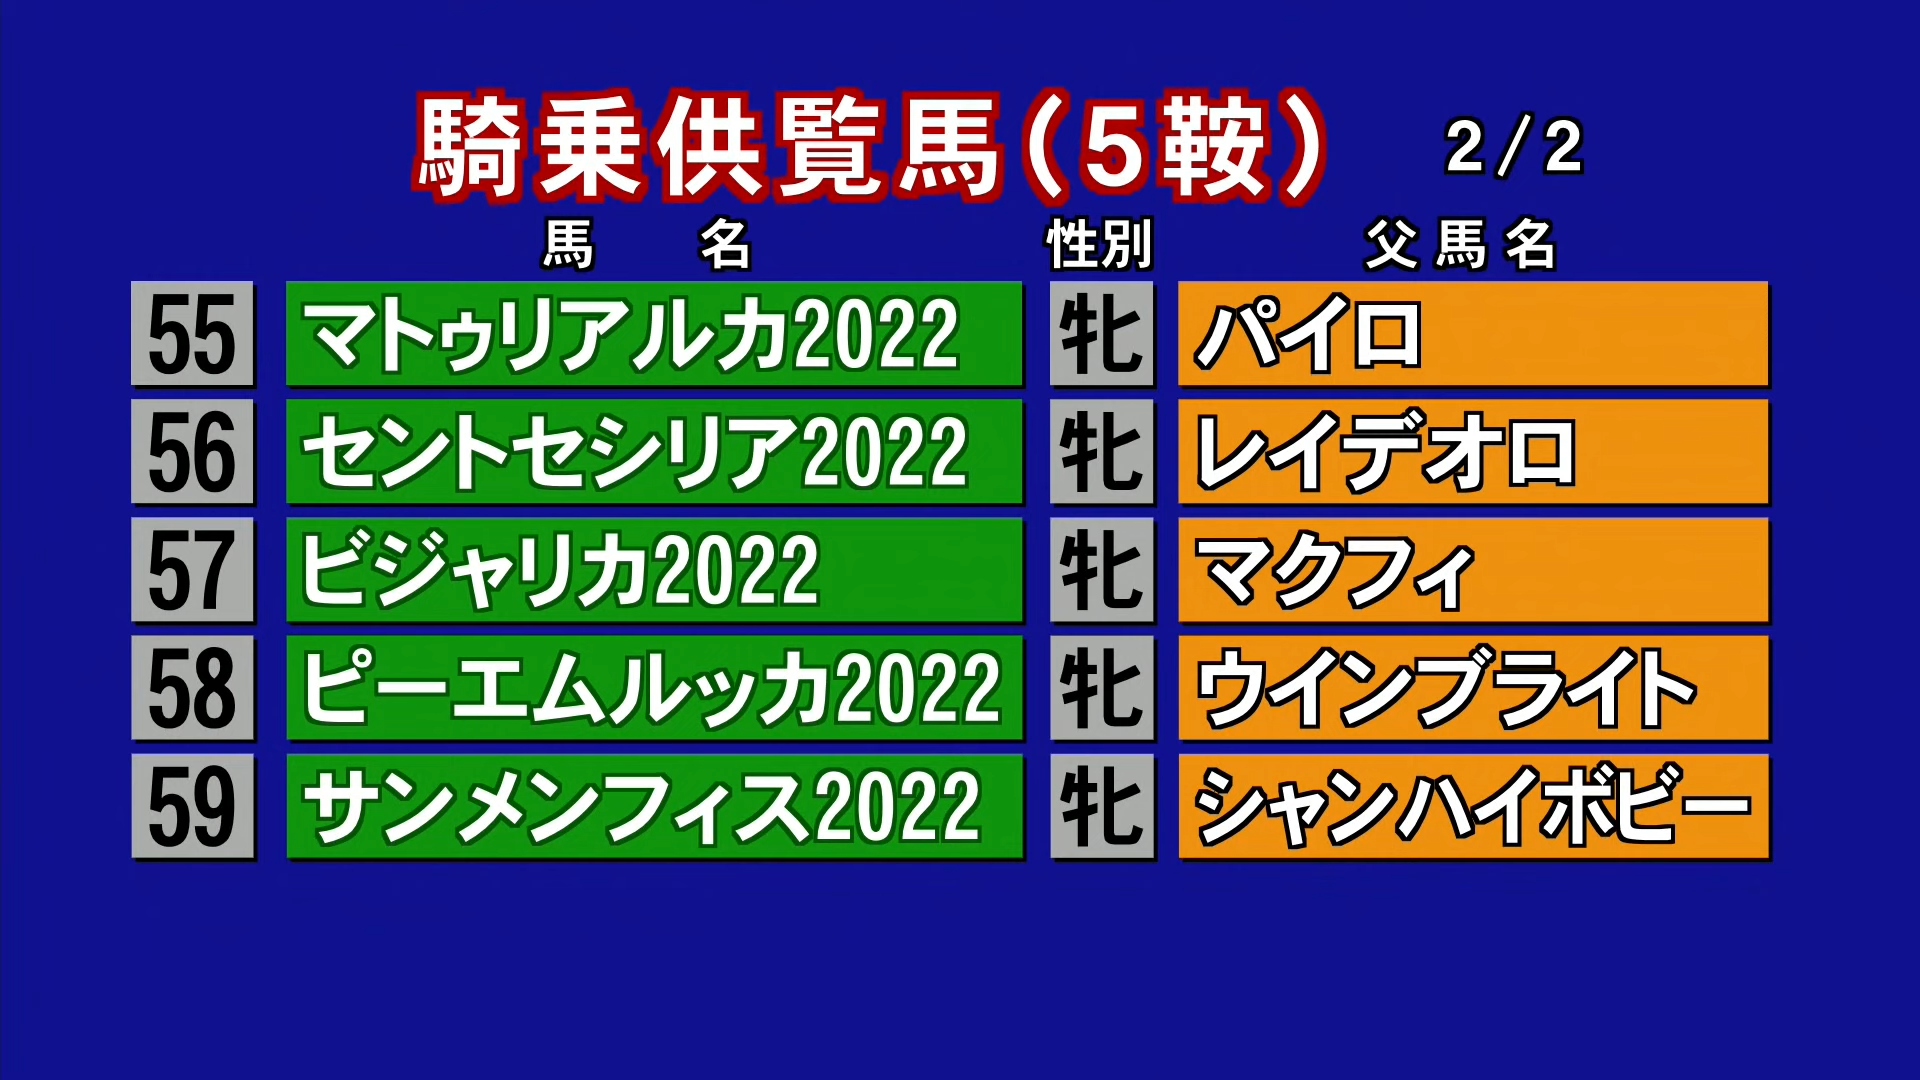 騎乗供覧馬(5鞍) 2/2
馬名 性別 父馬名
55 マトゥリアルカ2022 牝 パイロ
56 セントセシリア2022 牝 レイデオロ
57 ビジャリカ2022 牝 マクフィ
58 ピーエムルッカ2022 牝 ウインブライト
59 サンメンフィス2022 牝 シャンハイボビー